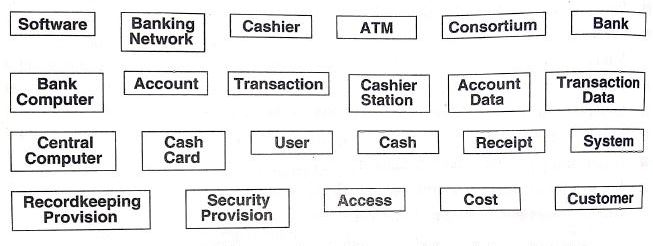 Software
Banking
Network
Cashier
ATM
Consortium
Bank
Bank
Computer
Account
Transaction
Cashier
Station
Account
Data
Transaction
Data
Central
Computer
Cash
Card
User
Cash
Receipt
System
Recordkeeping
Provision
Security
Provision
Access
Cost
Customer